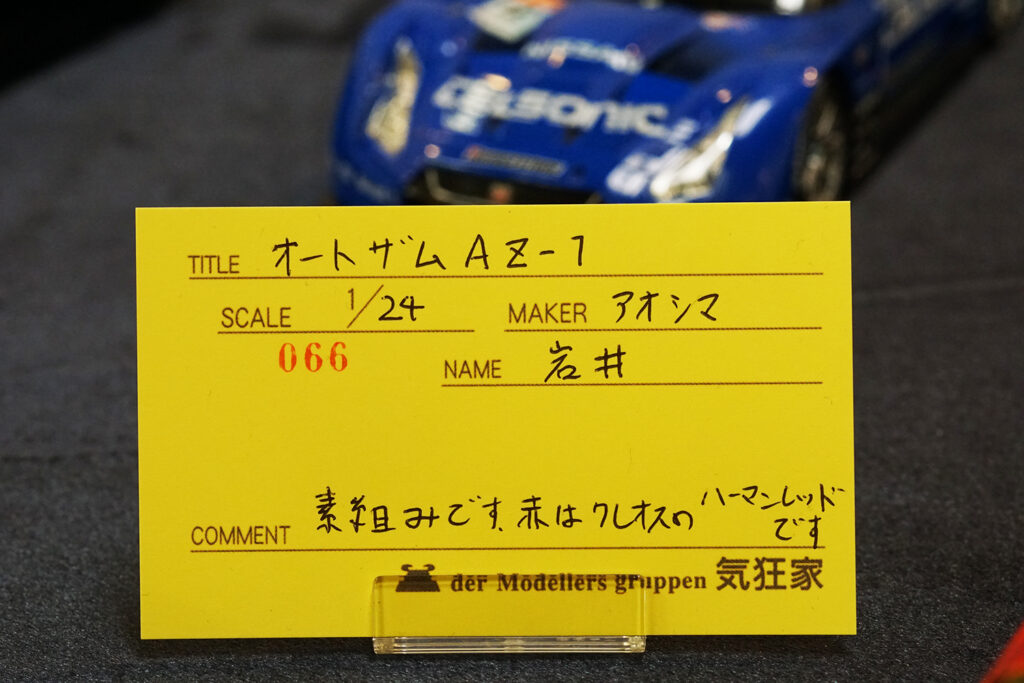 CALSONIC
TITLE オートザム AZ-1
SCALE 1/24 MAKER アオシマ
066
NAME 岩井
COMMENT 素組みです、赤はクレオスの ハーマンレッド
です
der Modellers gruppen 気狂家